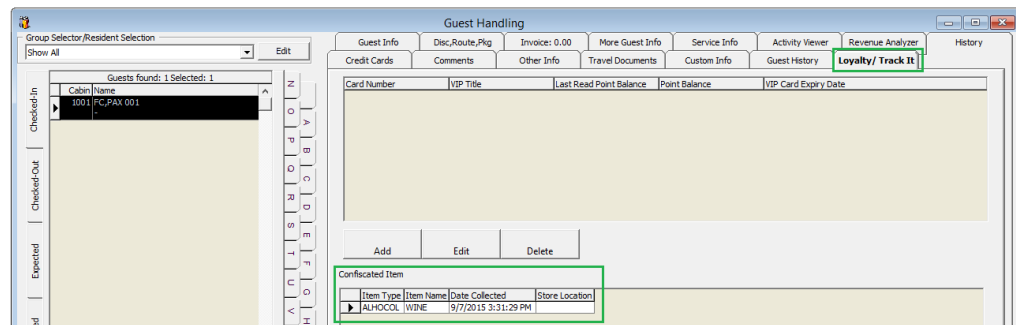 Guest Handling
Group Selector/Resident Selection
Show All
Edit
Guests found: 1 Selected: 1
Cabin Name
1001 FC,PAX 001
-
Checked-In
Checked-Out
Expected
N
O
P
Q
R
S
T
U
V
A
B
C
D
E
F
G
H
Guest Info Disc,Route,Pkg Invoice: 0.00 More Guest Info Service Info Activity Viewer Revenue Analyzer History
Credit Cards Comments Other Info Travel Documents Custom Info Guest History Loyalty/ Track It
Card Number VIP Title Last Read Point Balance Point Balance VIP Card Expiry Date
Add Edit Delete
Confiscated Item
Item Type Item Name Date Collected Store Location
ALHOCOL WINE 9/7/2015 3:31:29 PM